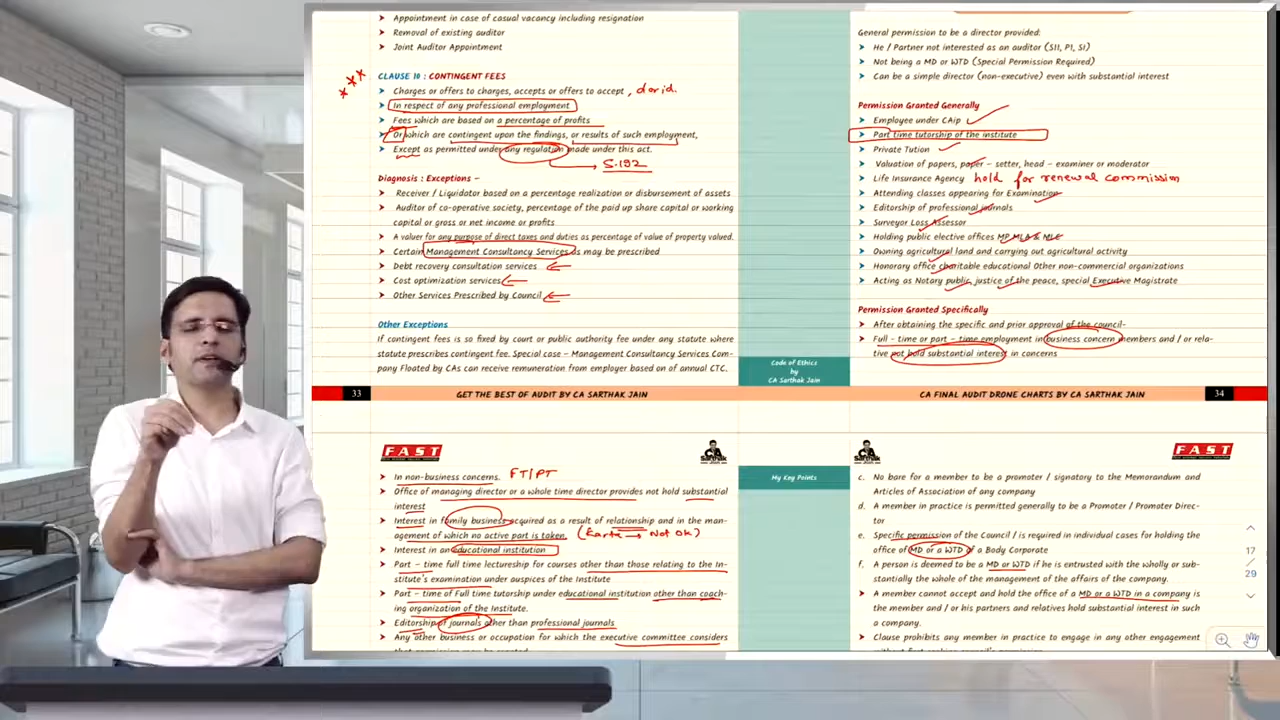 Appointment in case of casual vacancy including resignation
Removal of existing auditor
Joint Auditor Appointment
CLAUSE 10 : CONTINGENT FEES
Charges or offers to charges, accepts or offers to accept , dorid.
In respect of any professional employment
Fees which are based on a percentage of profits
Or which are contingent upon the findings, or results of such employment,
Except as permitted under any regulation made under this act.
S.192
Diagnosis : Exceptions –
Receiver / Liquidator based on a percentage realization or disbursement of assets
Auditor of co-operative society, percentage of the paid up share capital or working
capital or gross or net income or profits
A valuer for any purpose of direct taxes and duties as percentage of value of property valued.
Certain Management Consultancy Services as may be prescribed
Debt recovery consultation services
Cost optimization services
Other Services Prescribed by Council
Other Exceptions
If contingent fees is so fixed by court or public authority fee under any statute where
statute prescribes contingent fee. Special case – Management Consultancy Services Com-
pany Floated by CAs can receive remuneration from employer based on of annual CTC.
Code of Ethics
by
CA Sarthak Jain
General permission to be a director provided:
He / Partner not interested as an auditor (S11, P1, S1)
Not being a MD or WTD (Special Permission Required)
Can be a simple director (non-executive) even with substantial interest
Permission Granted Generally
Employee under CAip
Part time tutorship of the institute
Private Tution
Valuation of papers, paper – setter, head – examiner or moderator
Life Insurance Agency hold for renewal commission
Attending classes appearing for Examination
Editorship of professional journals
Surveyor Loss Assessor
Holding public elective offices MP MLA & MLC
Owning agricultural land and carrying out agricultural activity
Honorary office charitable educational Other non-commercial organizations
Acting as Notary public, justice of the peace, special Executive Magistrate
Permission Granted Specifically
After obtaining the specific and prior approval of the council-
Full – time or part – time employment in business concern members and / or rela-
tive not hold substantial interest in concerns
33 GET THE BEST OF AUDIT BY CA SARTHAK JAIN
CA FINAL AUDIT DRONE CHARTS BY CA SARTHAK JAIN 34
FAST
Sarthak
JAIN
In non-business concerns. FT/PT
Office of managing director or a whole time director provides not hold substantial
interest
Interest in family business acquired as a result of relationship and in the man-
agement of which no active part is taken. (Karta → Not OK)
Interest in an educational institution
Part – time full time lectureship for courses other than those relating to the In-
stitute's examination under auspices of the Institute
Part – time of Full time tutorship under educational institution other than coach-
ing organization of the Institute.
Editorship of journals other than professional journals
Any other business or occupation for which the executive committee considers
My Key Points
Sarthak
JAIN
FAST
c. No bare for a member to be a promoter / signatory to the Memorandum and
Articles of Association of any company
d. A member in practice is permitted generally to be a Promoter / Promoter Direc-
tor
e. Specific permission of the Council / is required in individual cases for holding the
office of MD or a WTD of a Body Corporate
f. A person is deemed to be a MD or WTD if he is entrusted with the wholly or sub-
stantially the whole of the management of the affairs of the company.
A member cannot accept and hold the office of a MD or a WTD in a company is
the member and / or his partners and relatives hold substantial interest in such
a company.
Clause prohibits any member in practice to engage in any other engagement
17
29